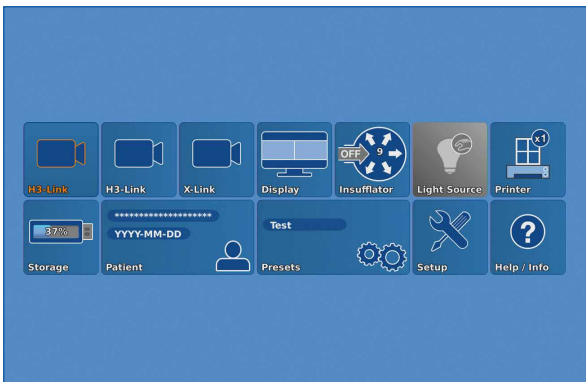 H3-Link
H3-Link
X-Link
Display
OFF
9
Insufflator
Light Source
x1
Printer
37%
Storage
********************
YYYY-MM-DD
Patient
Test
Presets
Setup
?
Help / Info